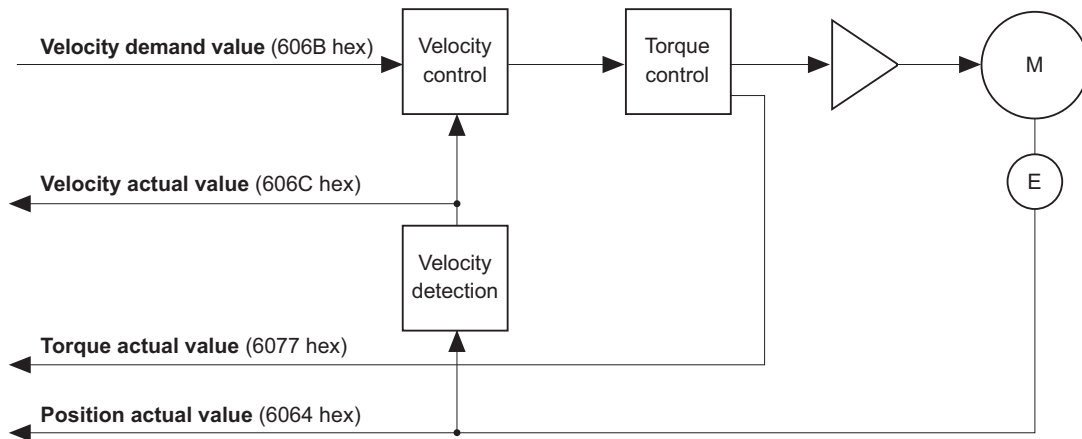 Velocity demand value (606B hex)
Velocity
control
Torque
control
M
Velocity actual value (606C hex)
E
Velocity
detection
Torque actual value (6077 hex)
Position actual value (6064 hex)